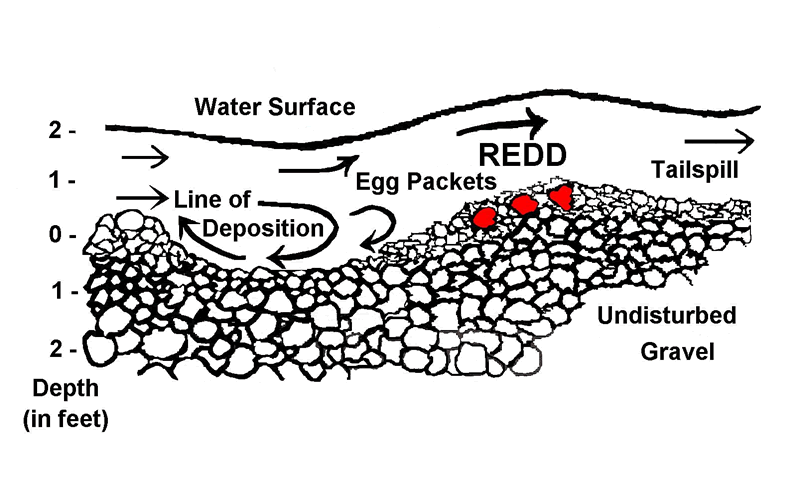 Water Surface
2 -
REDD
1 -
Tailspill
Egg Packets
Line of
Deposition
0 -
1 -
Undisturbed
Gravel
2 -
Depth
(in feet)